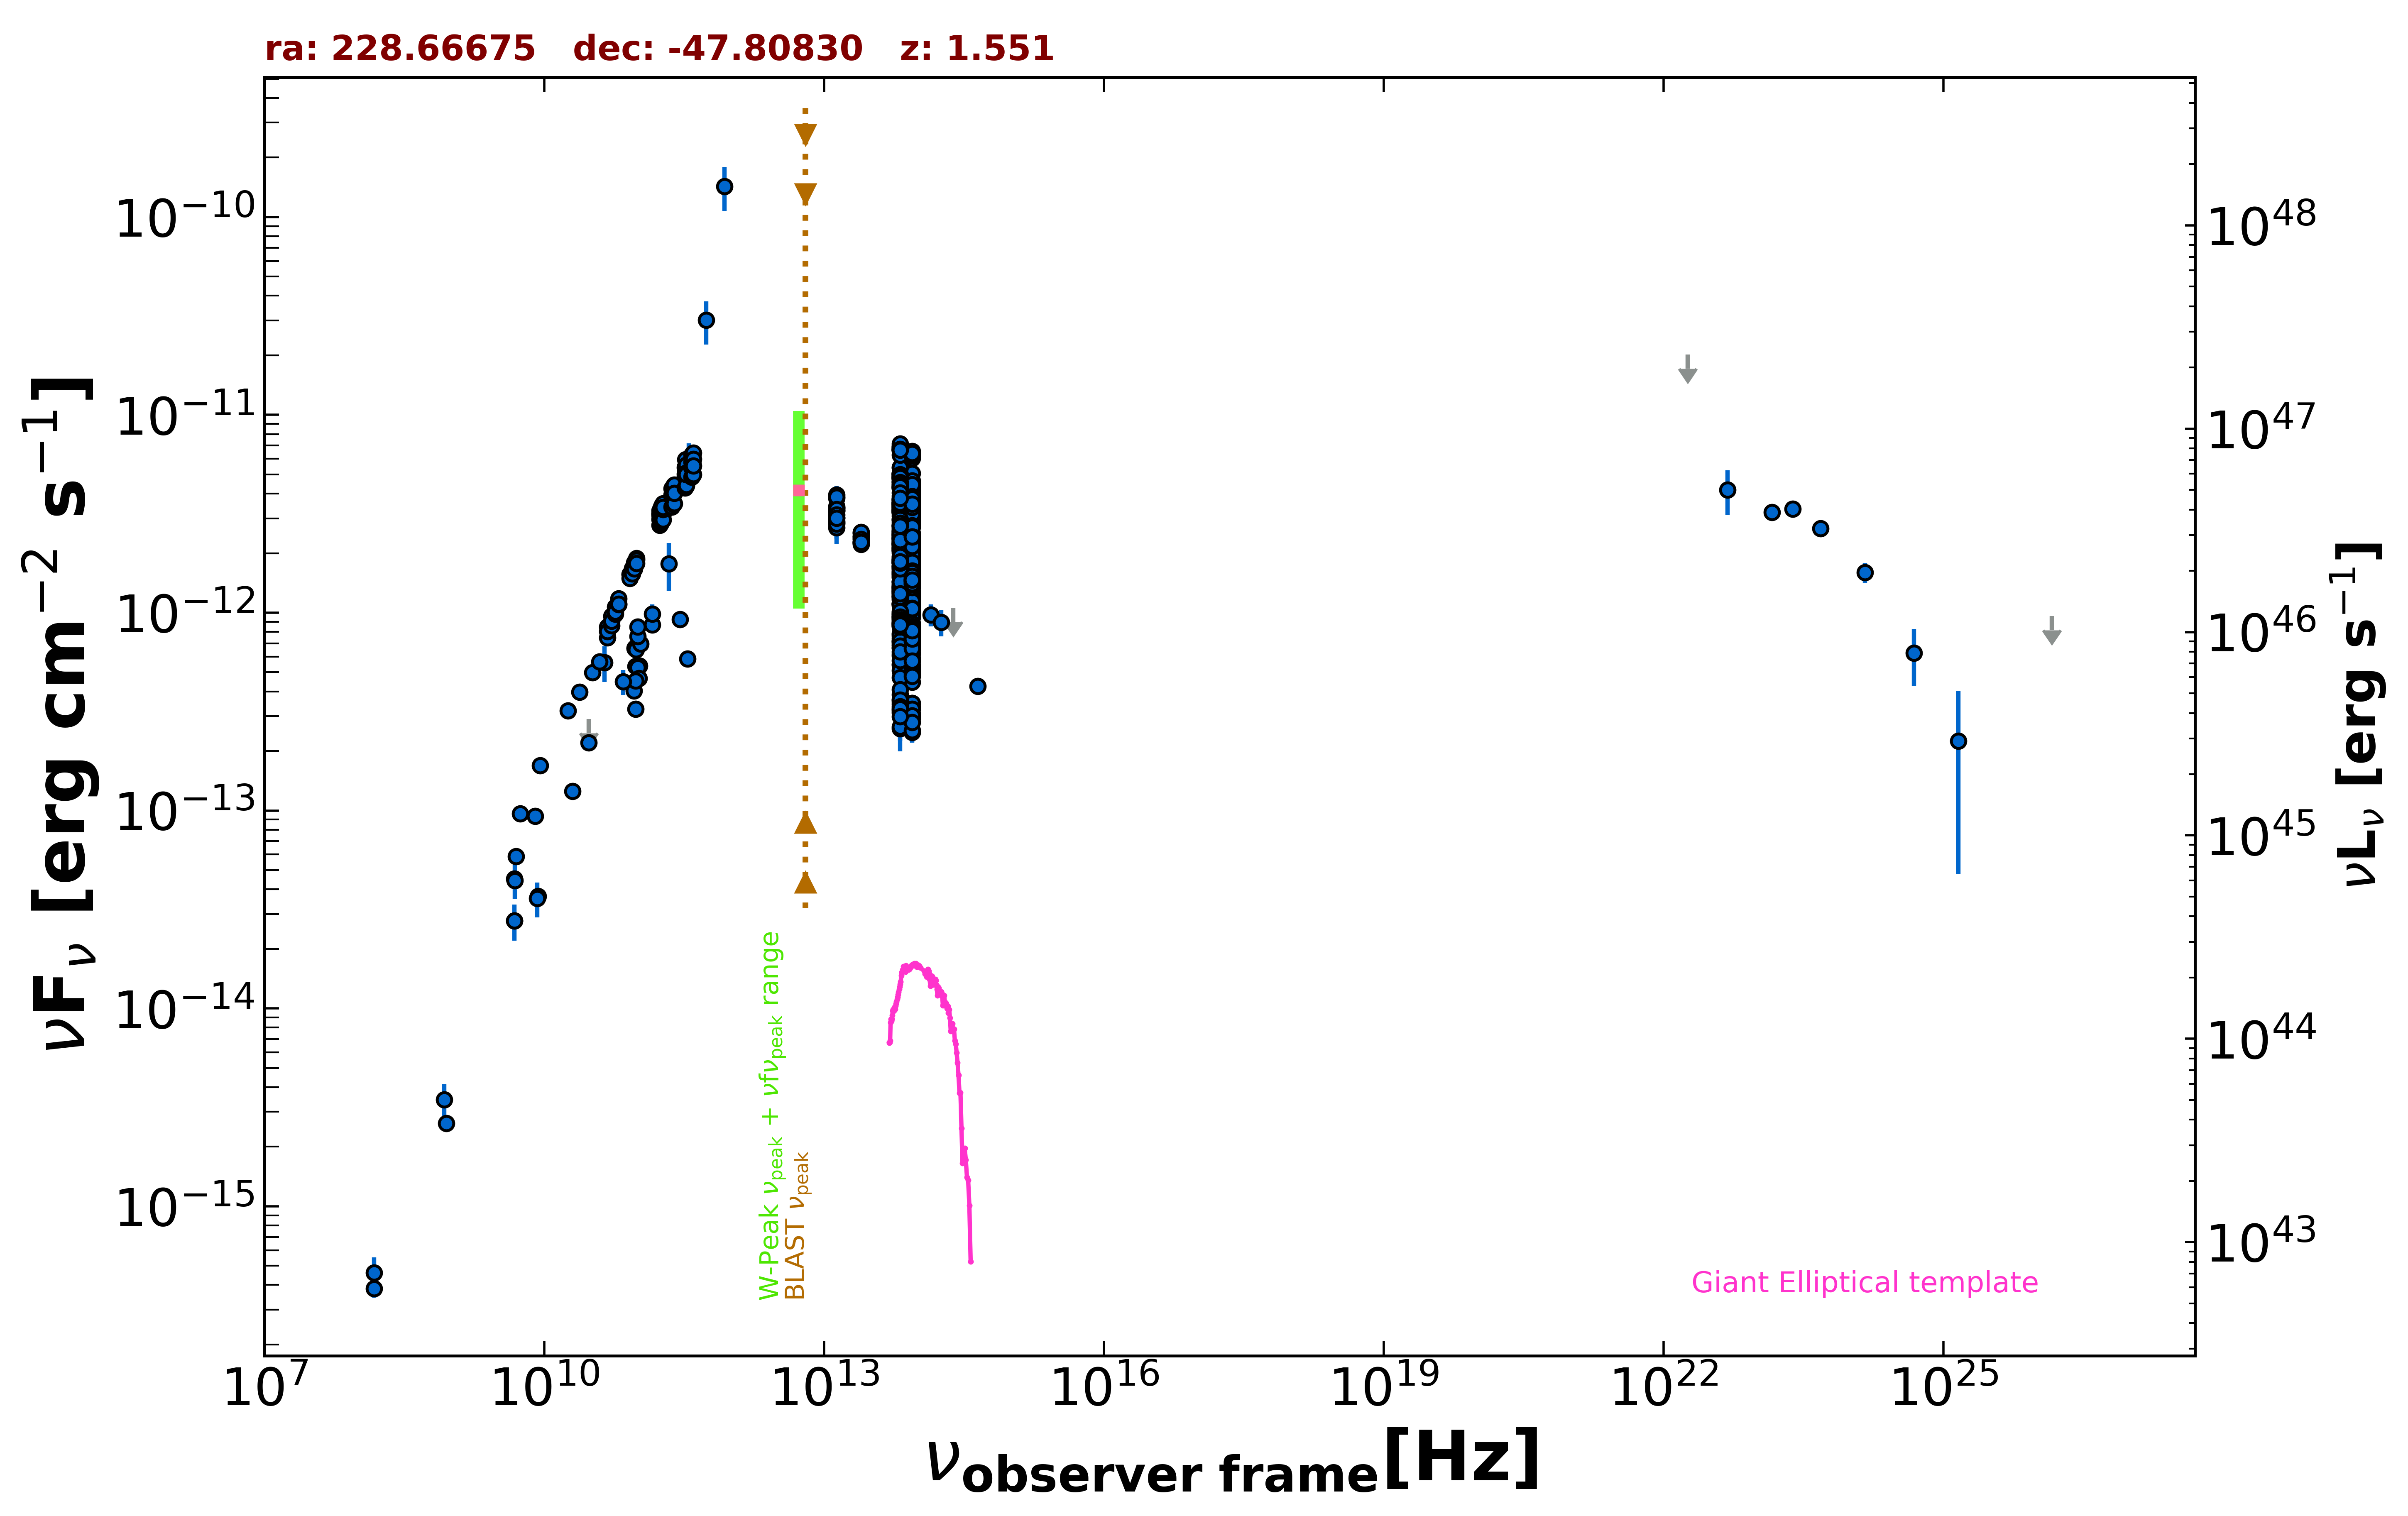 ra: 228.66675 dec: -47.80830 z: 1.551
νFν [erg cm−2 s−1]
10−10
10−11
10−12
10−13
10−14
10−15
1048
1047
1046
1045
1044
1043
νLν [erg s−1]
W-Peak νpeak + νfνpeak range
BLAST νpeak
Giant Elliptical template
107 1010 1013 1016 1019 1022 1025
νobserver frame[Hz]